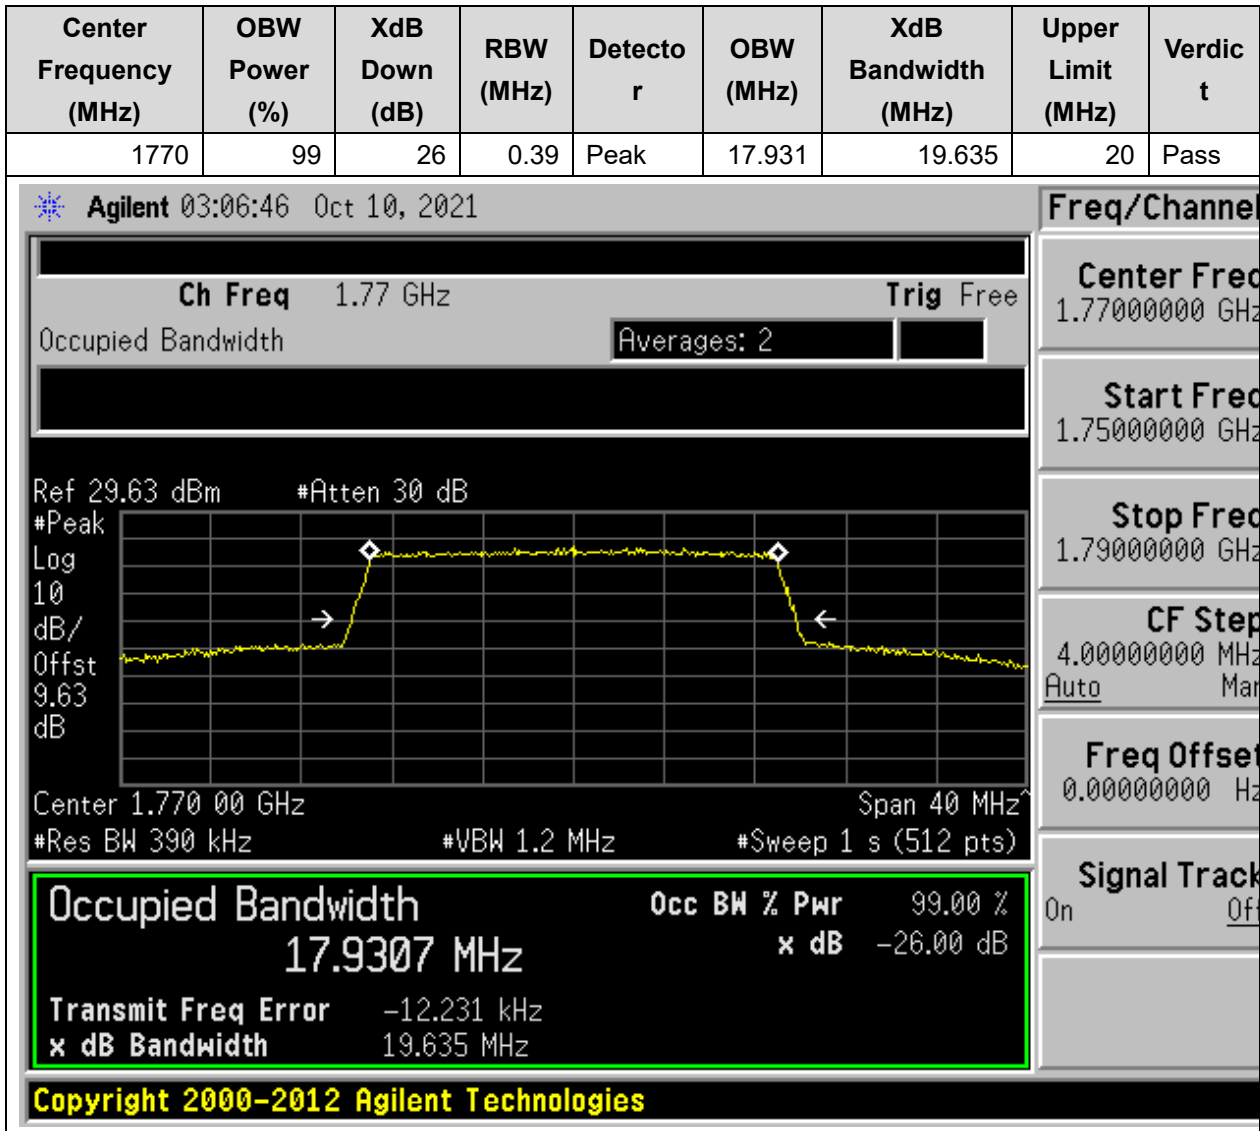 Center Frequency (MHz) OBW Power (%) XdB Down (dB) RBW (MHz) Detecto r OBW (MHz) XdB Bandwidth (MHz) Upper Limit (MHz) Verdic t
1770 99 26 0.39 Peak 17.931 19.635 20 Pass
Agilent 03:06:46 Oct 10, 2021
Freq/Channel
Ch Freq 1.77 GHz Trig Free
Occupied Bandwidth Averages: 2
Center Freq
1.77000000 GHz
Start Freq
1.75000000 GHz
Stop Freq
1.79000000 GHz
CF Step
4.00000000 MHz
Auto Man
Freq Offset
0.00000000 Hz
Signal Track
On Off
Ref 29.63 dBm #Atten 30 dB
#Peak
Log
10
dB/
Offst
9.63
dB
Center 1.770 00 GHz Span 40 MHz^
#Res BW 390 kHz #VBW 1.2 MHz #Sweep 1 s (512 pts)
Occupied Bandwidth Occ BW % Pwr 99.00 %
17.9307 MHz x dB -26.00 dB
Transmit Freq Error -12.231 kHz
x dB Bandwidth 19.635 MHz
Copyright 2000-2012 Agilent Technologies